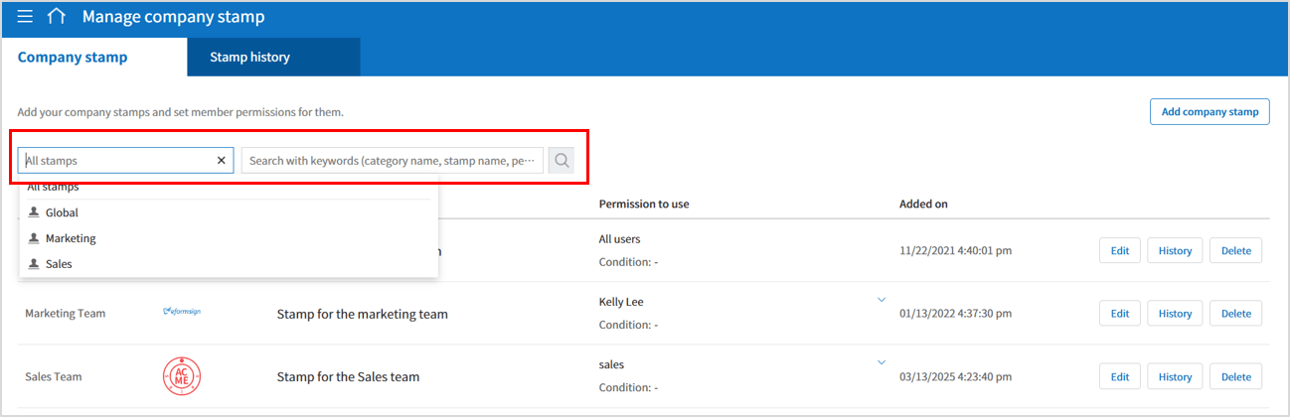 Manage company stamp
Company stamp
Stamp history
Add your company stamps and set member permissions for them.
Add company stamp
All stamps
Search with keywords (category name, stamp name, pe···
All stamps
Global
Marketing
Sales
Permission to use
Added on
All users
Condition: -
11/22/2021 4:40:01 pm
Edit
History
Delete
Marketing Team
eformsign
Stamp for the marketing team
Kelly Lee
Condition: -
01/13/2022 4:37:30 pm
Edit
History
Delete
Sales Team
ACME
Stamp for the Sales team
sales
Condition: -
03/13/2025 4:23:40 pm
Edit
History
Delete